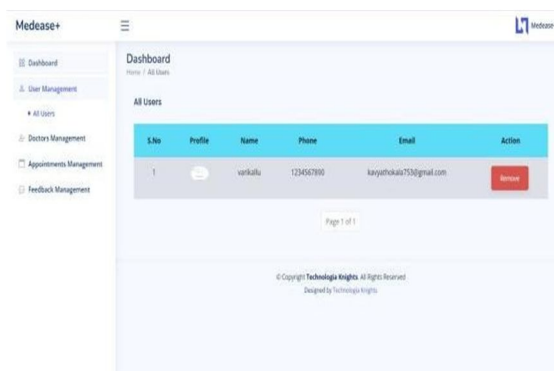 Medease+
Medease
Dashboard
User Management
All Users
Doctors Management
Appointments Management
Feedback Management
Dashboard
Home / All Users
All Users
S.No Profile Name Phone Email Action
1 varikallu 1234567890 kavyathokala753@gmail.com Remove
Page 1 of 1
© Copyright Technologia Knights. All Rights Reserved
Designed by Technologia Knights